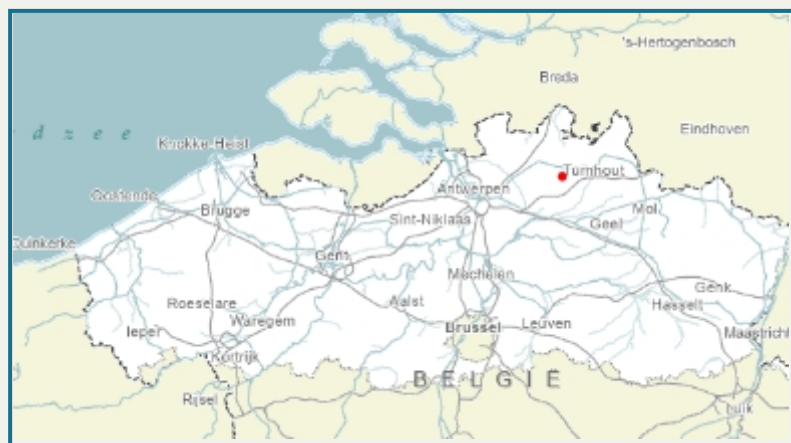 's-Hertogenbosch
Breda
d z e e
Eindhoven
Knokke-Heist
Turnhout
Oostende
Antwerpen
Brugge
Mol
Sint-Niklaas
Geel
Duinkerke
Gent
Mechelen
Genk
Roeselare
Aalst
Hasselt
Ieper
Waregem
Brussel
Leuven
Maastricht
Kortrijk
BELGIË
Rijsel
Luik